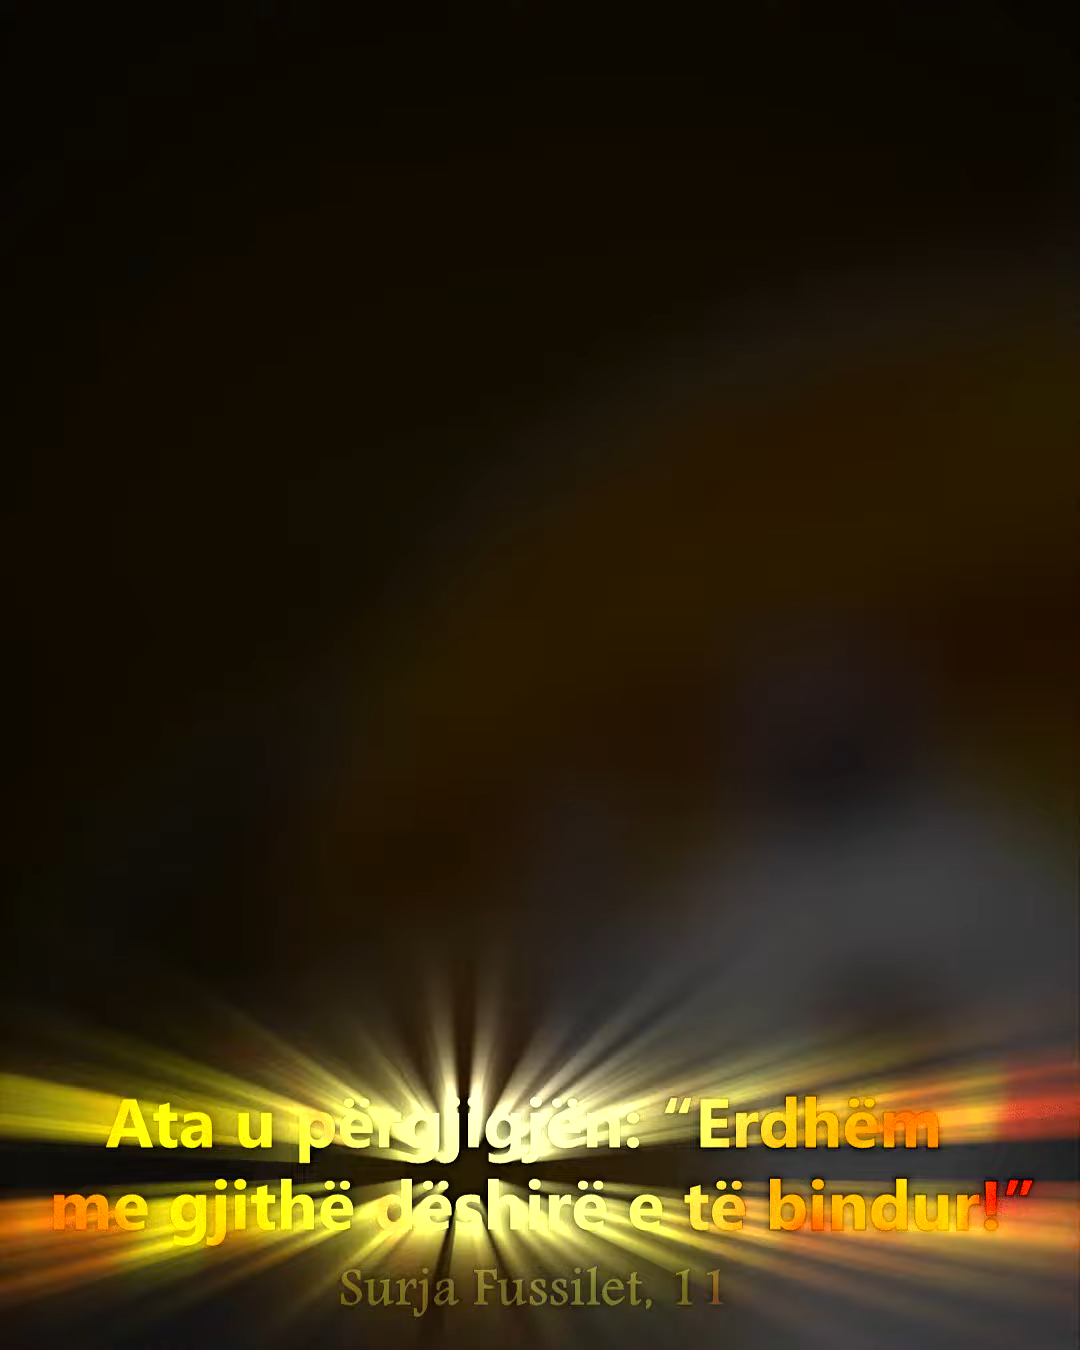 Ata u përgjigjën: “Erdhëm
me gjithë dëshirë e të bindur!”
Surja Fussilet, 11